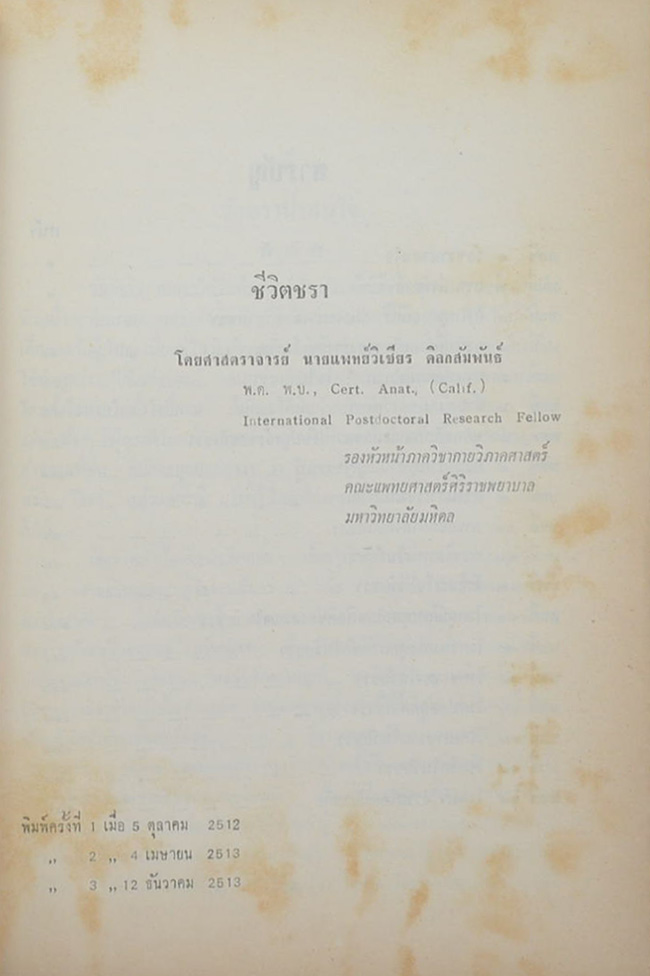 ชีวิตชรา
โดยศาสตราจารย์ นายแพทย์วิเชียร ดิลกสัมพันธ์
พ.ต. พ.บ., Cert. Anat., (Calif.)
International Postdoctoral Research Fellow
รองหัวหน้าภาควิชากายวิภาคศาสตร์
คณะแพทยศาสตร์ศิริราชพยาบาล
มหาวิทยาลัยมหิดล
พิมพ์ครั้งที่ 1 เมื่อ 5 ตุลาคม 2512
,, 2 ,, 4 เมษายน 2513
,, 3 ,, 12 ธันวาคม 2513